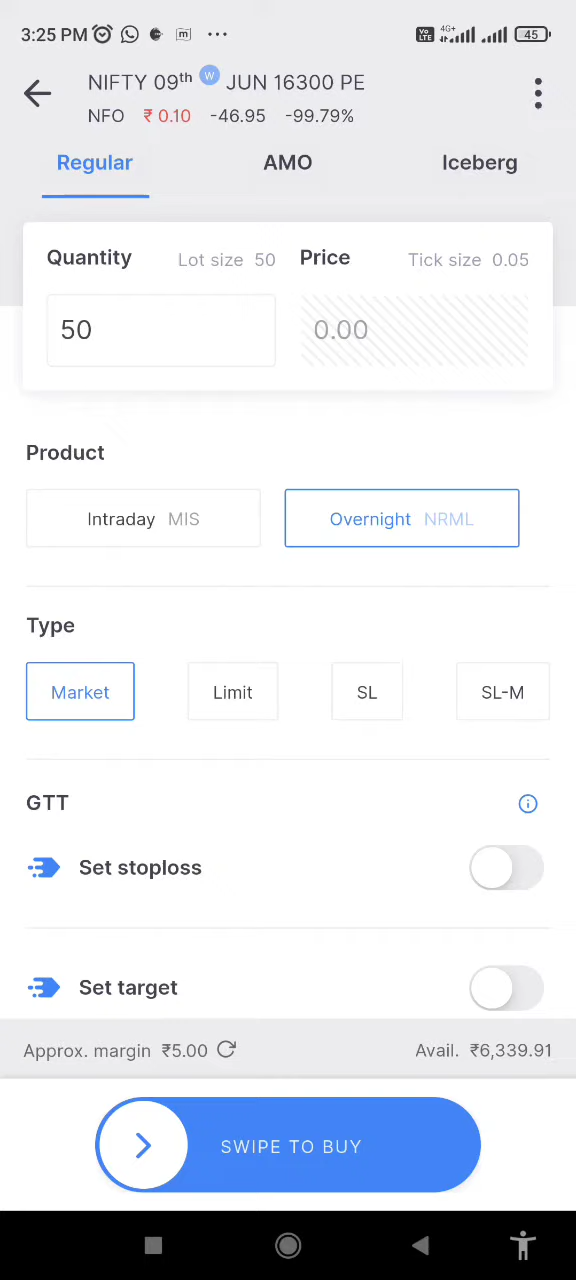 3:25 PM m ... Vo LTE 4G+ 45
NIFTY 09th W JUN 16300 PE
NFO ₹ 0.10 -46.95 -99.79%
Regular AMO Iceberg
Quantity Lot size 50 Price Tick size 0.05
50 0.00
Product
Intraday MIS Overnight NRML
Type
Market Limit SL SL-M
GTT
Set stoploss
Set target
Approx. margin ₹5.00 Avail. ₹6,339.91
SWIPE TO BUY